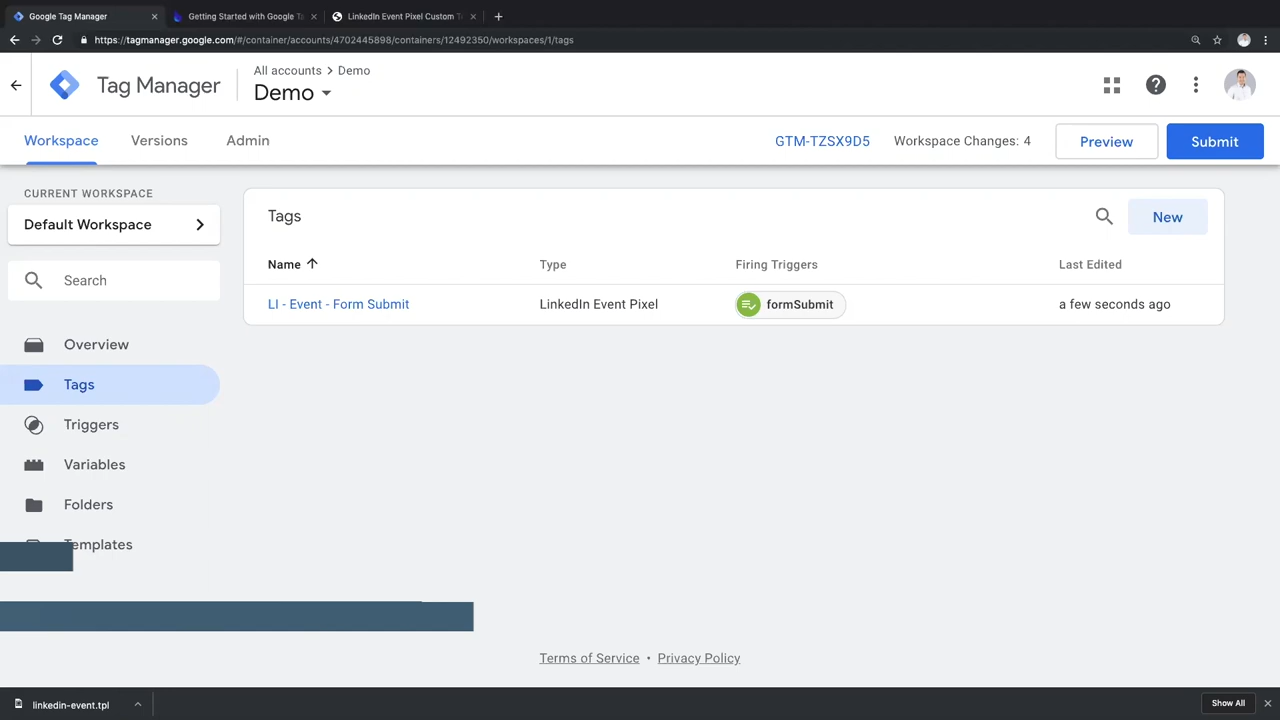 Google Tag Manager
Getting Started with Google Ta
LinkedIn Event Pixel Custom T
https://tagmanager.google.com/#/container/accounts/4702445898/containers/12492350/workspaces/1/tags
Tag Manager
All accounts > Demo
Demo
Workspace
Versions
Admin
GTM-TZSX9D5
Workspace Changes: 4
Preview
Submit
CURRENT WORKSPACE
Default Workspace
Search
Overview
Tags
Triggers
Variables
Folders
Templates
Tags
New
Name
Type
Firing Triggers
Last Edited
LI - Event - Form Submit
LinkedIn Event Pixel
formSubmit
a few seconds ago
Terms of Service • Privacy Policy
linkedin-event.tpl
Show All